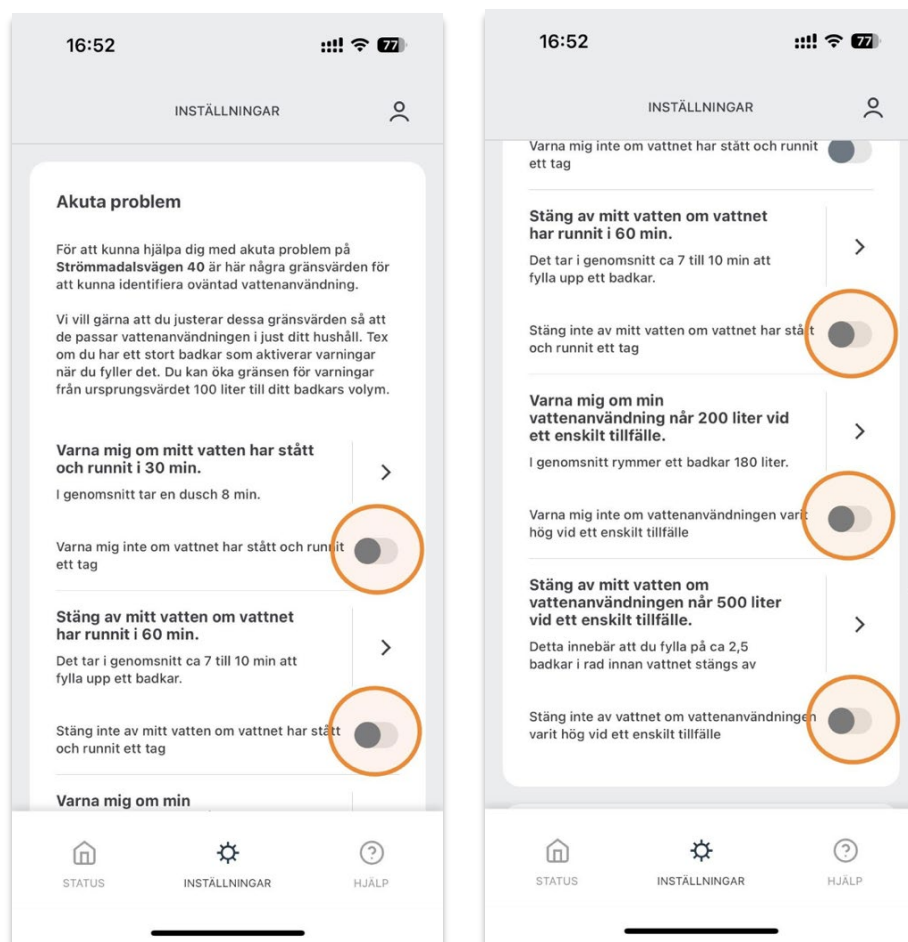 16:52
77
INSTÄLLNINGAR
Akuta problem
För att kunna hjälpa dig med akuta problem på
Strömmadalsvägen 40 är här några gränsvärden för
att kunna identifiera oväntad vattenanvändning.
Vi vill gärna att du justerar dessa gränsvärden så att
de passar vattenanvändningen i just ditt hushåll. Tex
om du har ett stort badkar som aktiverar varningar
när du fyller det. Du kan öka gränsen för varningar
från ursprungsvärdet 100 liter till ditt badkars volym.
Varna mig om mitt vatten har stått
och runnit i 30 min.
I genomsnitt tar en dusch 8 min.
Varna mig inte om vattnet har stått och runnit
ett tag
Stäng av mitt vatten om vattnet
har runnit i 60 min.
Det tar i genomsnitt ca 7 till 10 min att
fylla upp ett badkar.
Stäng inte av mitt vatten om vattnet har stått
och runnit ett tag
Varna mig om min
STATUS
INSTÄLLNINGAR
HJÄLP
16:52
77
INSTÄLLNINGAR
Varna mig inte om vattnet har stått och runnit
ett tag
Stäng av mitt vatten om vattnet
har runnit i 60 min.
Det tar i genomsnitt ca 7 till 10 min att
fylla upp ett badkar.
Stäng inte av mitt vatten om vattnet har stått
och runnit ett tag
Varna mig om min
vattenanvändning når 200 liter vid
ett enskilt tillfälle.
I genomsnitt rymmer ett badkar 180 liter.
Varna mig inte om vattenanvändningen varit
hög vid ett enskilt tillfälle
Stäng av mitt vatten om
vattenanvändningen når 500 liter
vid ett enskilt tillfälle.
Detta innebär att du fylla på ca 2,5
badkar i rad innan vattnet stängs av
Stäng inte av vattnet om vattenanvändningen
varit hög vid ett enskilt tillfälle
STATUS
INSTÄLLNINGAR
HJÄLP